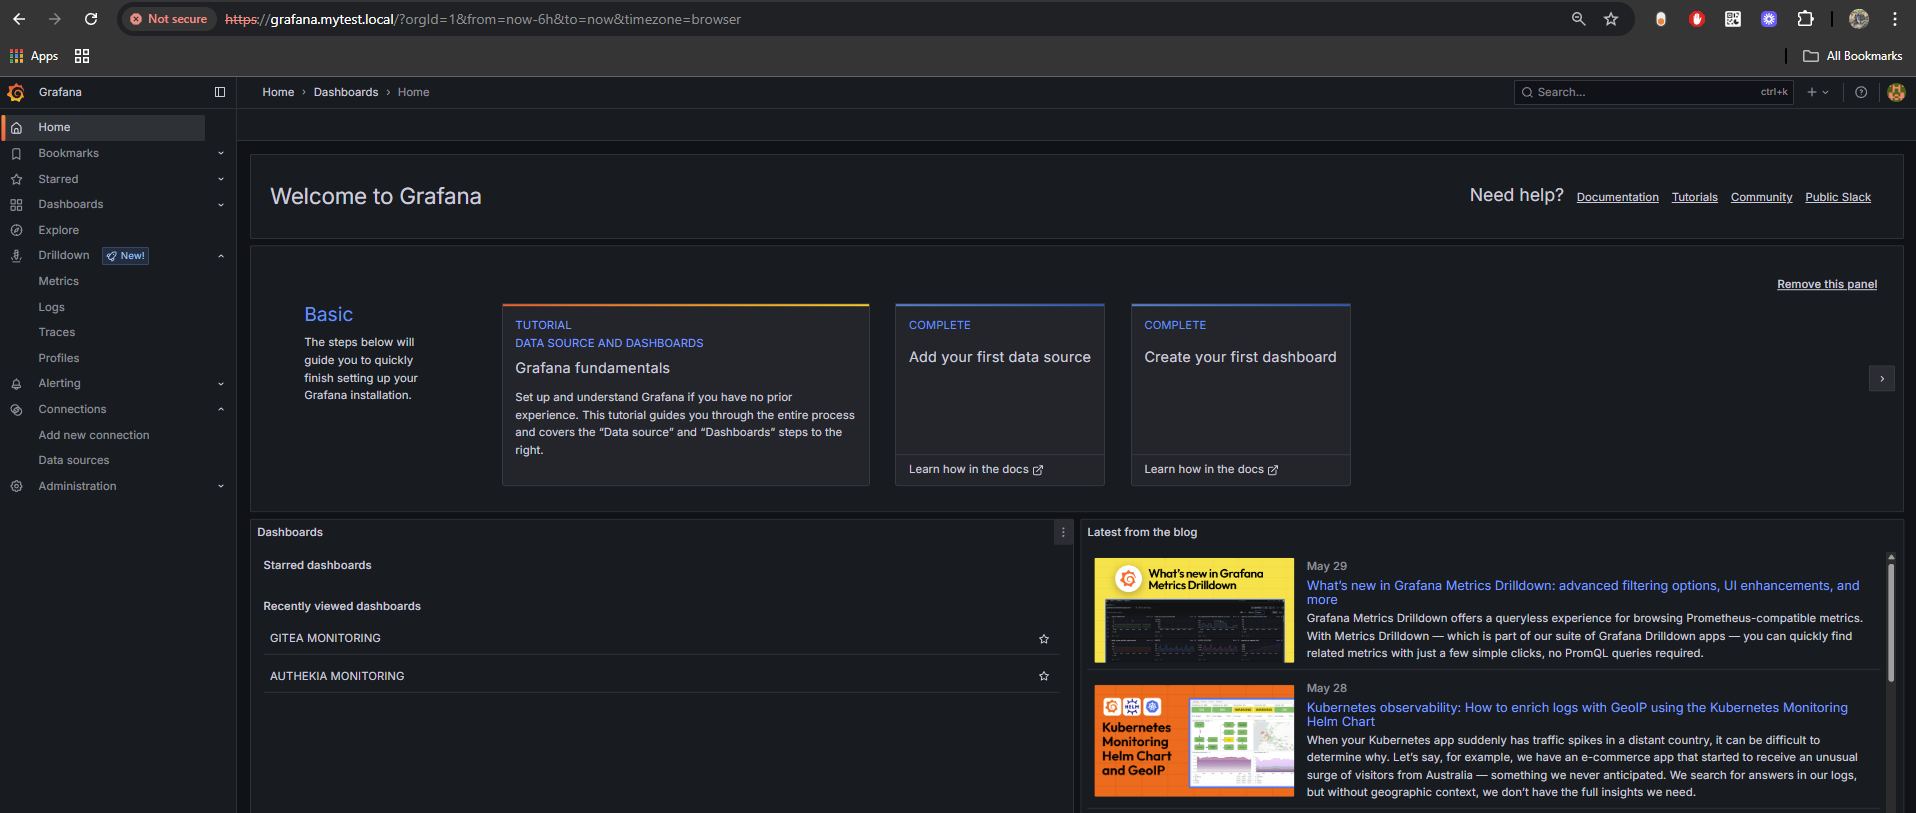 Not secure
https://grafana.mytest.local/?orgId=1&from=now-6h&to=now&timezone=browser
Apps
All Bookmarks
Grafana
Home › Dashboards › Home
Search...
ctrl+k
Home
Bookmarks
Starred
Dashboards
Explore
Drilldown
New!
Metrics
Logs
Traces
Profiles
Alerting
Connections
Add new connection
Data sources
Administration
Welcome to Grafana
Need help?
Documentation
Tutorials
Community
Public Slack
Remove this panel
Basic
The steps below will
guide you to quickly
finish setting up your
Grafana installation.
TUTORIAL
DATA SOURCE AND DASHBOARDS
Grafana fundamentals
Set up and understand Grafana if you have no prior
experience. This tutorial guides you through the entire process
and covers the “Data source” and “Dashboards” steps to the
right.
COMPLETE
Add your first data source
Learn how in the docs
COMPLETE
Create your first dashboard
Learn how in the docs
Dashboards
Starred dashboards
Recently viewed dashboards
GITEA MONITORING
AUTHEKIA MONITORING
Latest from the blog
What's new in Grafana
Metrics Drilldown
May 29
What's new in Grafana Metrics Drilldown: advanced filtering options, UI enhancements, and
more
Grafana Metrics Drilldown offers a queryless experience for browsing Prometheus-compatible metrics.
With Metrics Drilldown — which is part of our suite of Grafana Drilldown apps — you can quickly find
related metrics with just a few simple clicks, no PromQL queries required.
HELM
Kubernetes
Monitoring
Helm Chart
and GeoIP
May 28
Kubernetes observability: How to enrich logs with GeoIP using the Kubernetes Monitoring
Helm Chart
When your Kubernetes app suddenly has traffic spikes in a distant country, it can be difficult to
determine why. Let's say, for example, we have an e-commerce app that started to receive an unusual
surge of visitors from Australia — something we never anticipated. We search for answers in our logs,
but without geographic context, we don't have the full insights we need.